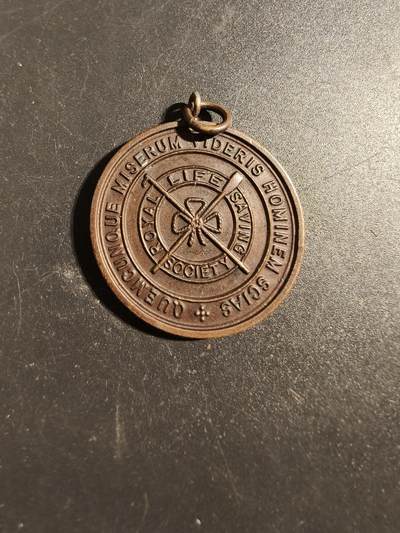 QUEMCUNQUE MISERUM VIDERIS HOMINEM SCIAS
ROYAL LIFE SAVING
SOCIETY